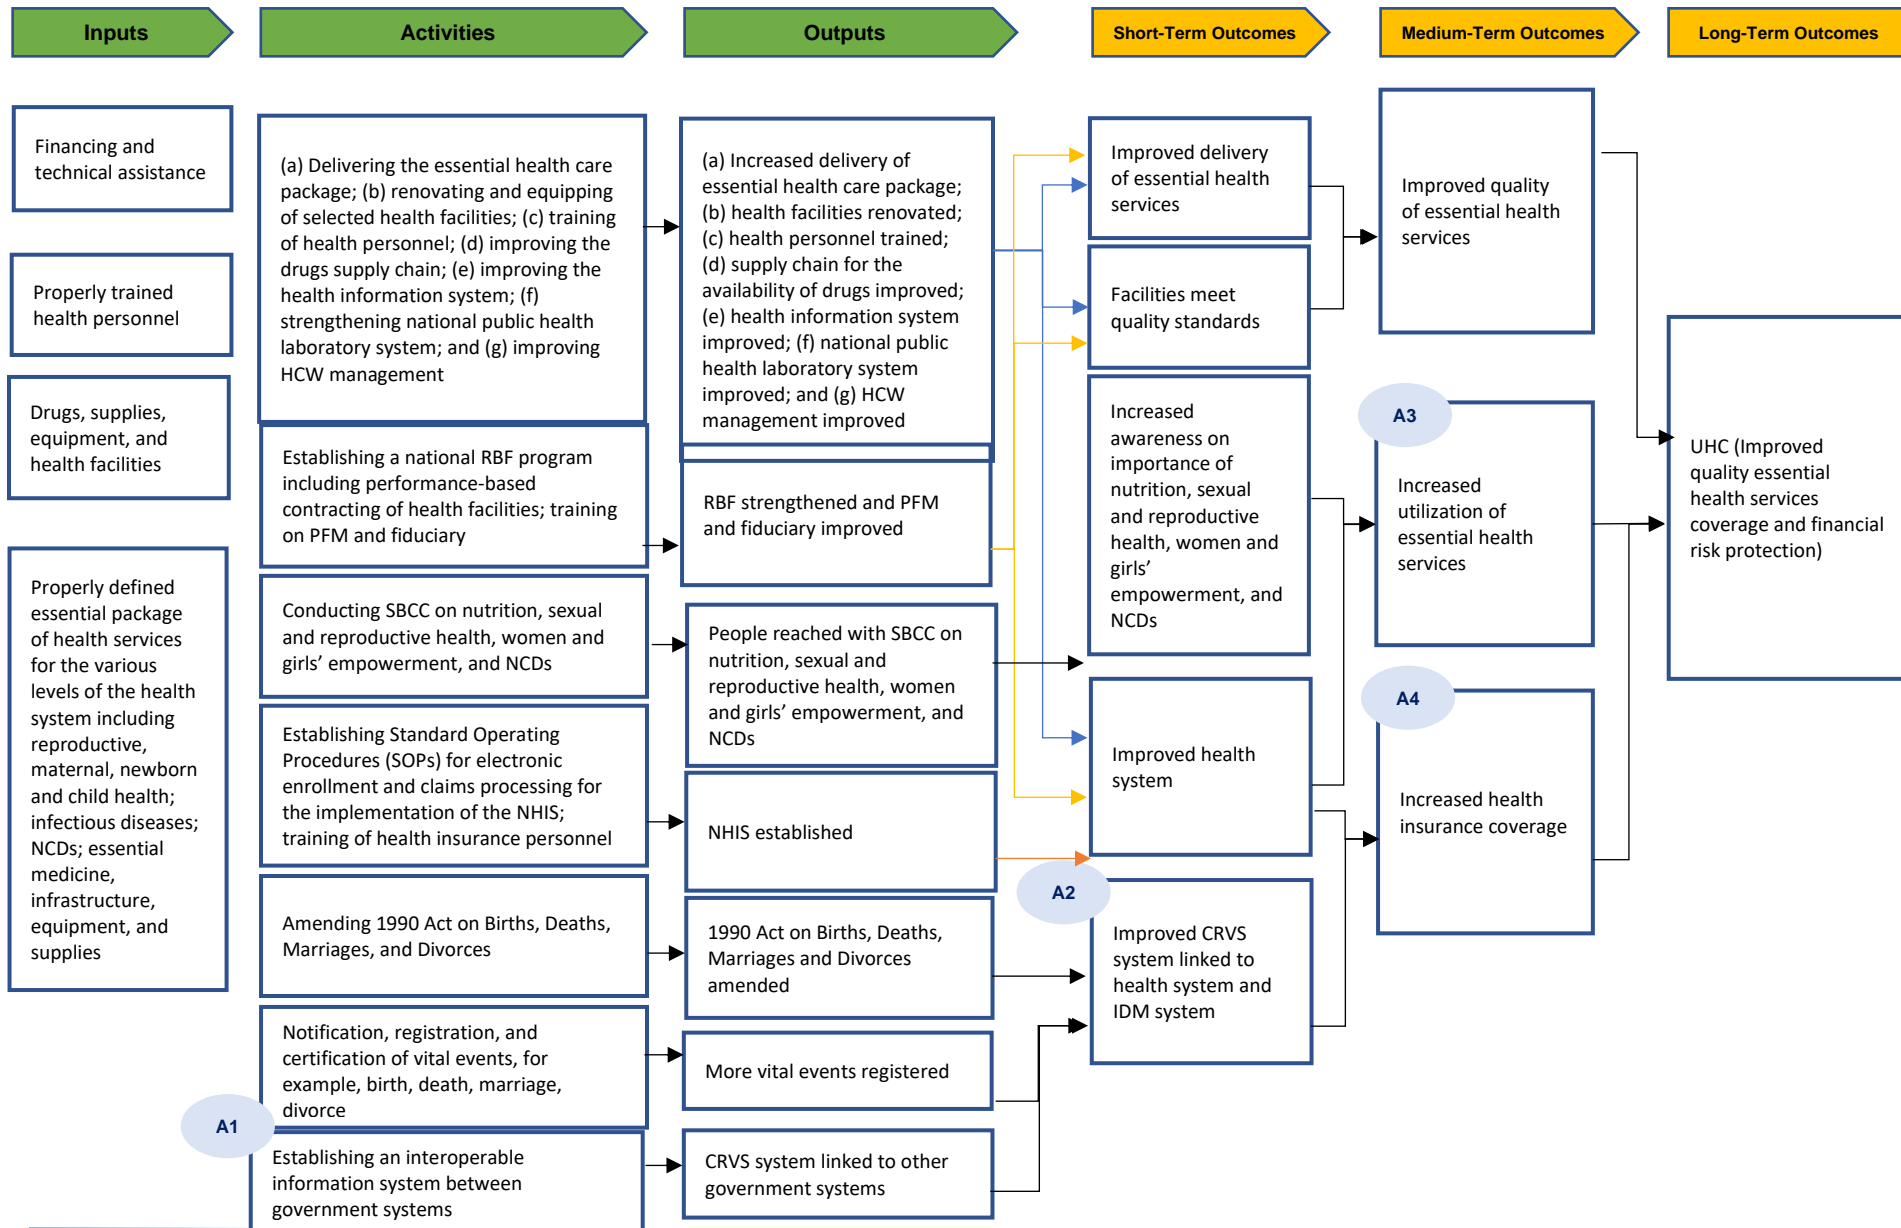 Inputs
Activities
Outputs
Short-Term Outcomes
Medium-Term Outcomes
Long-Term Outcomes
Financing and
technical assistance
Properly trained
health personnel
Drugs, supplies,
equipment, and
health facilities
Properly defined
essential package
of health services
for the various
levels of the health
system including
reproductive,
maternal, newborn
and child health;
infectious diseases;
NCDs; essential
medicine,
infrastructure,
equipment, and
supplies
(a) Delivering the essential health care
package; (b) renovating and equipping
of selected health facilities; (c) training
of health personnel; (d) improving the
drugs supply chain; (e) improving the
health information system; (f)
strengthening national public health
laboratory system; and (g) improving
HCW management
Establishing a national RBF program
including performance-based
contracting of health facilities; training
on PFM and fiduciary
Conducting SBCC on nutrition, sexual
and reproductive health, women and
girls’ empowerment, and NCDs
Establishing Standard Operating
Procedures (SOPs) for electronic
enrollment and claims processing for
the implementation of the NHIS;
training of health insurance personnel
Amending 1990 Act on Births, Deaths,
Marriages, and Divorces
Notification, registration, and
certification of vital events, for
example, birth, death, marriage,
divorce
A1
Establishing an interoperable
information system between
government systems
(a) Increased delivery of
essential health care package;
(b) health facilities renovated;
(c) health personnel trained;
(d) supply chain for the
availability of drugs improved;
(e) health information system
improved; (f) national public
health laboratory system
improved; and (g) HCW
management improved
RBF strengthened and PFM
and fiduciary improved
People reached with SBCC on
nutrition, sexual and
reproductive health, women
and girls’ empowerment, and
NCDs
NHIS established
1990 Act on Births, Deaths,
Marriages and Divorces
amended
More vital events registered
CRVS system linked to other
government systems
Improved delivery
of essential health
services
Facilities meet
quality standards
Increased
awareness on
importance of
nutrition, sexual
and reproductive
health, women and
girls’
empowerment, and
NCDs
Improved health
system
A2
Improved CRVS
system linked to
health system and
IDM system
Improved quality
of essential health
services
A3
Increased
utilization of
essential health
services
A4
Increased health
insurance coverage
UHC (Improved
quality essential
health services
coverage and financial
risk protection)